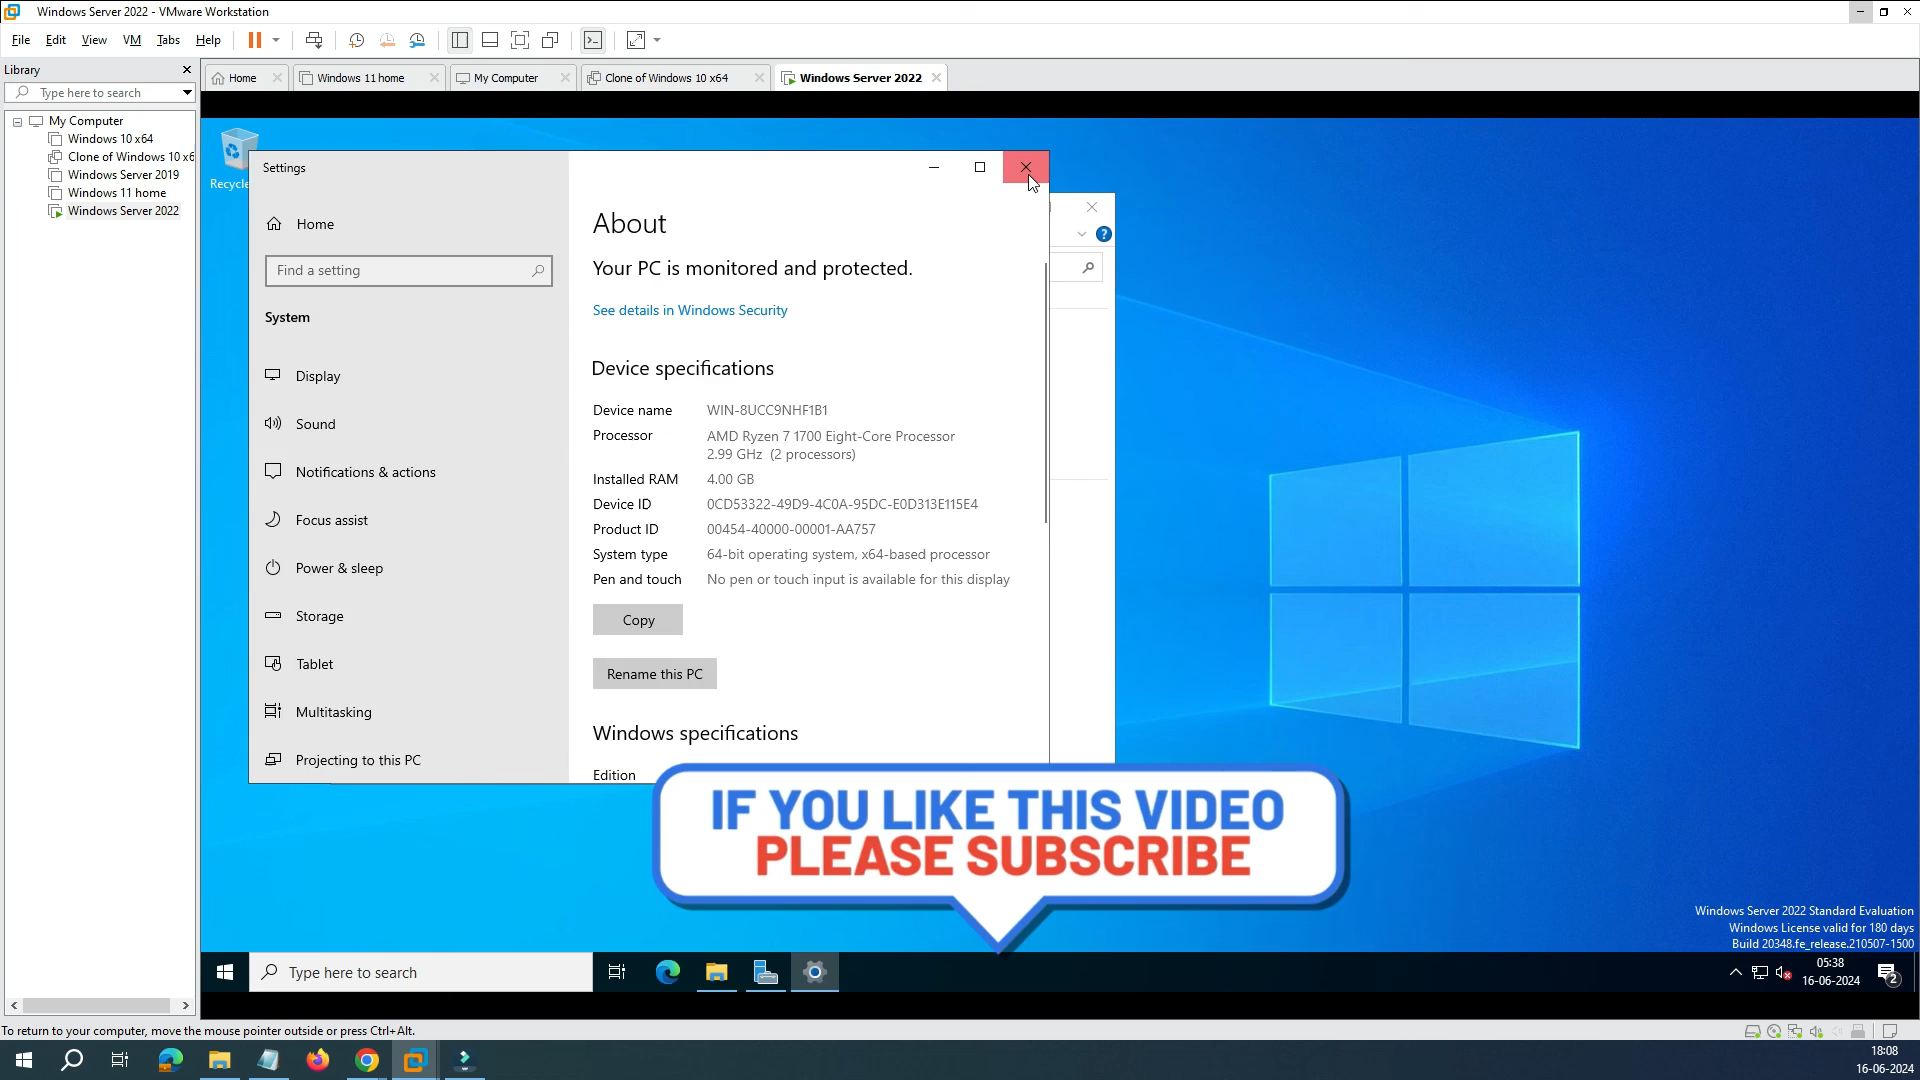 Windows Server 2022 - VMware Workstation
File Edit View VM Tabs Help
Library
Type here to search
My Computer
Windows 10 x64
Clone of Windows 10 x6
Windows Server 2019
Windows 11 home
Windows Server 2022
Home
Windows 11 home
My Computer
Clone of Windows 10 x64
Windows Server 2022
Recycle
Settings
Home
Find a setting
System
Display
Sound
Notifications & actions
Focus assist
Power & sleep
Storage
Tablet
Multitasking
Projecting to this PC
About
Your PC is monitored and protected.
See details in Windows Security
Device specifications
Device name WIN-8UCC9NHF1B1
Processor AMD Ryzen 7 1700 Eight-Core Processor
2.99 GHz (2 processors)
Installed RAM 4.00 GB
Device ID 0CD53322-49D9-4C0A-95DC-E0D313E115E4
Product ID 00454-40000-00001-AA757
System type 64-bit operating system, x64-based processor
Pen and touch No pen or touch input is available for this display
Copy
Rename this PC
Windows specifications
Edition
IF YOU LIKE THIS VIDEO
PLEASE SUBSCRIBE
Windows Server 2022 Standard Evaluation
Windows License valid for 180 days
Build 20348.fe_release.210507-1500
Type here to search
05:38
16-06-2024
2
To return to your computer, move the mouse pointer outside or press Ctrl+Alt.
18:08
16-06-2024